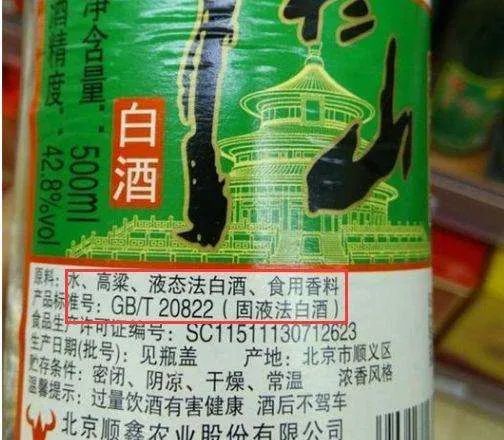 净含量：500ml
酒精度：42.8%vol
白酒
仁山
原料：水、高粱、液态法白酒、食用香料
产品标准号：GB/T 20822（固液法白酒）
食品生产许可证编号：SC11511130712623
生产日期(批号)：见瓶盖 产地：北京市顺义区
贮存条件：密闭、阴凉、干燥、常温 浓香风格
温馨提示：过量饮酒有害健康 酒后不驾车
北京顺鑫农业股份有限公